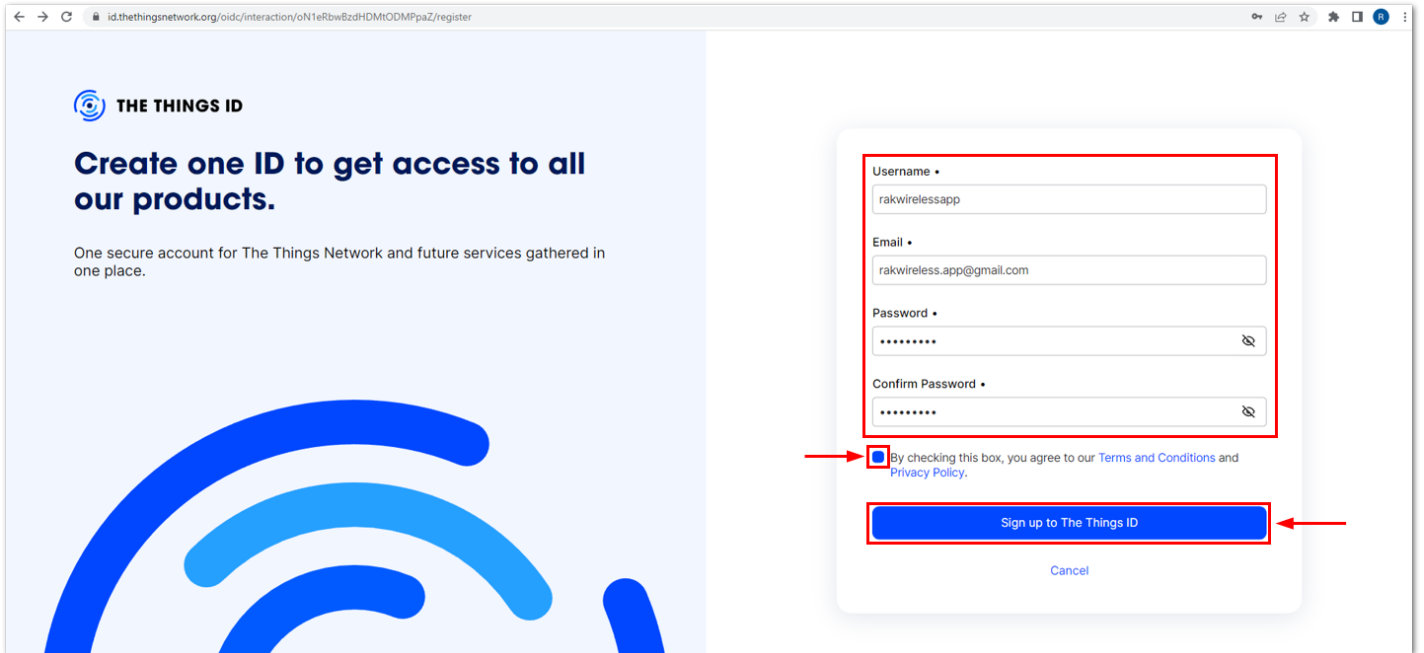 id.thethingsnetwork.org/oidc/interaction/oN1eRbwBzdHDMtODMPpaZ/register
R
THE THINGS ID
Create one ID to get access to all
our products.
One secure account for The Things Network and future services gathered in
one place.
Username •
rakwirelessapp
Email •
rakwireless.app@gmail.com
Password •
•••••••••
Confirm Password •
•••••••••
By checking this box, you agree to our Terms and Conditions and
Privacy Policy.
Sign up to The Things ID
Cancel